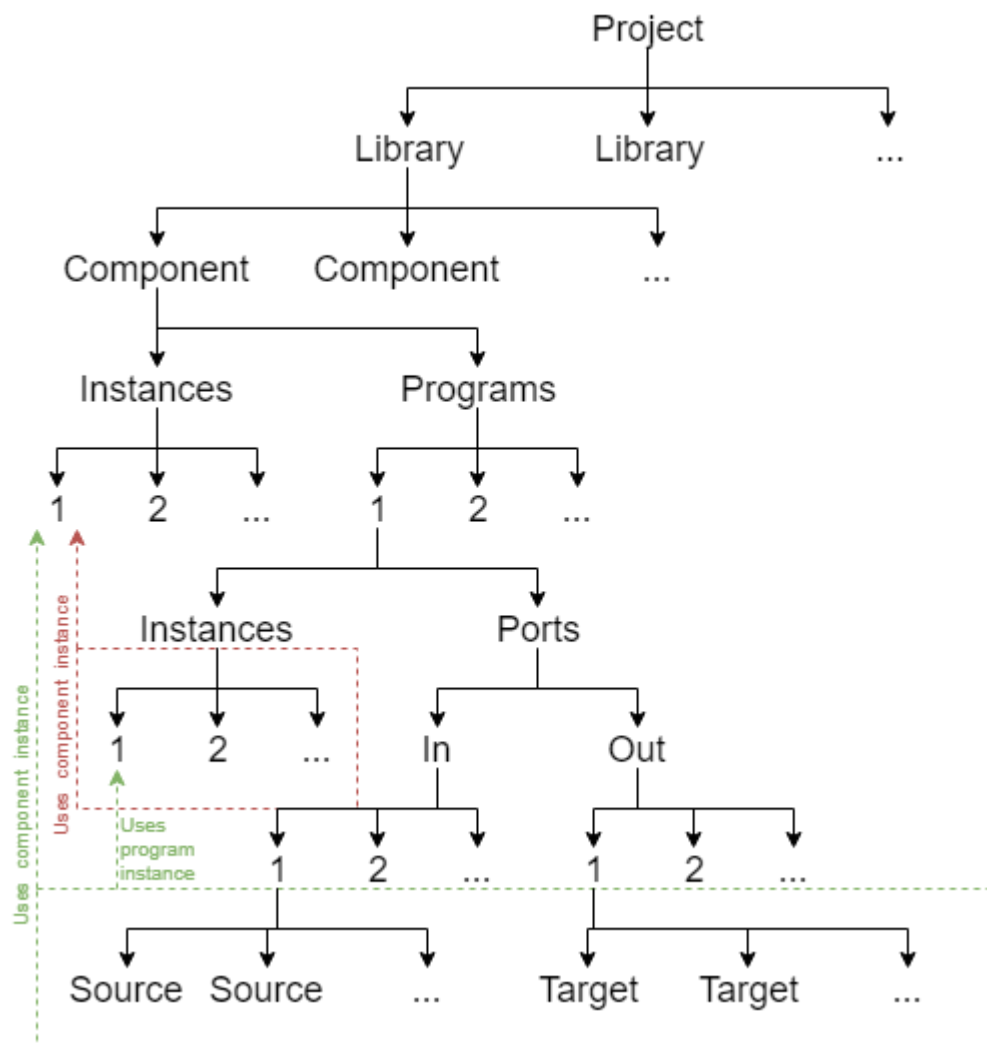 Project
Library
Library
...
Component
Component
...
Instances
Programs
1
2
...
1
2
...
Instances
Ports
1
2
...
In
Out
Uses component instance
Uses component instance
Uses
program
instance
1
2
...
1
2
...
Source
Source
...
Target
Target
...